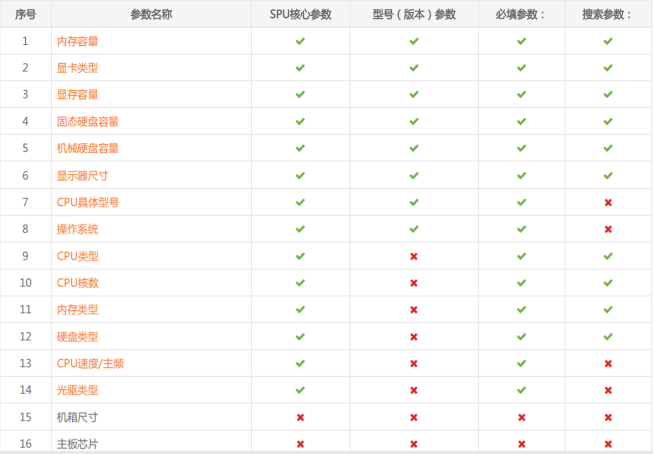 序号 参数名称 SPU核心参数 型号（版本）参数 必填参数： 搜索参数：
1 内存容量
2 显卡类型
3 显存容量
4 固态硬盘容量
5 机械硬盘容量
6 显示器尺寸
7 CPU具体型号
8 操作系统
9 CPU类型
10 CPU核数
11 内存类型
12 硬盘类型
13 CPU速度/主频
14 光驱类型
15 机箱尺寸
16 主板芯片